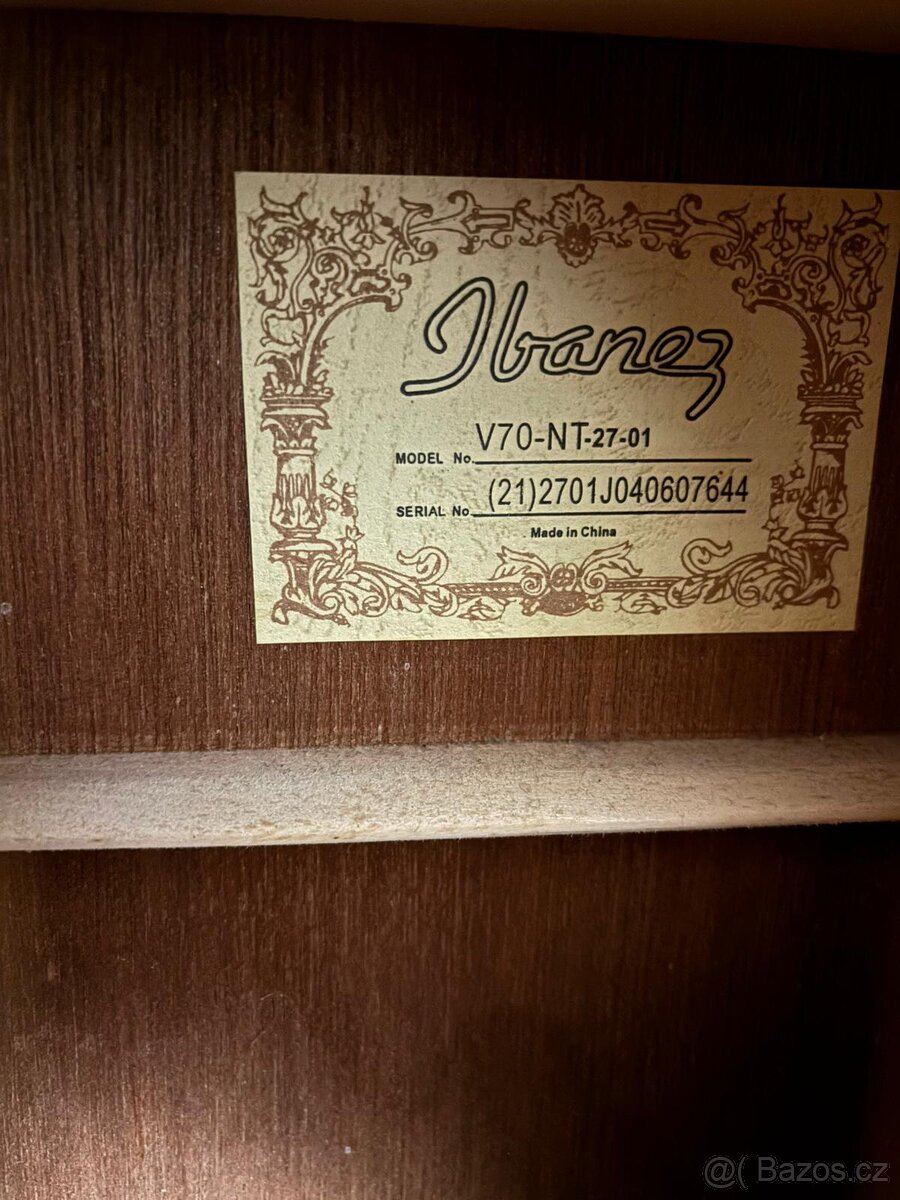 Ibanez
MODEL No. V70-NT-27-01
SERIAL No. (21)2701J040607644
Made in China
@( Bazos.cz